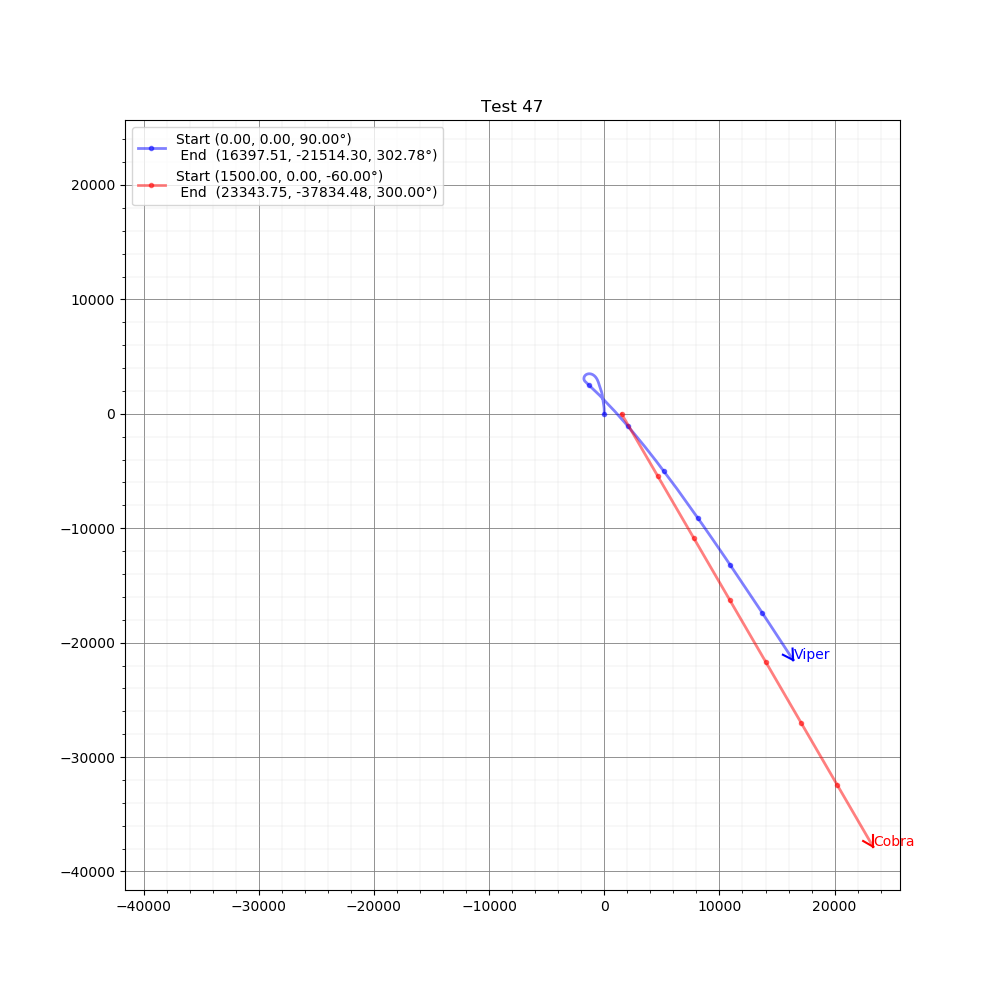 Test 47
Start (0.00, 0.00, 90.00°)
End (16397.51, -21514.30, 302.78°)
Start (1500.00, 0.00, -60.00°)
End (23343.75, -37834.48, 300.00°)
20000
10000
0
−10000
−20000
−30000
−40000
Viper
Cobra
−40000 −30000 −20000 −10000 0 10000 20000